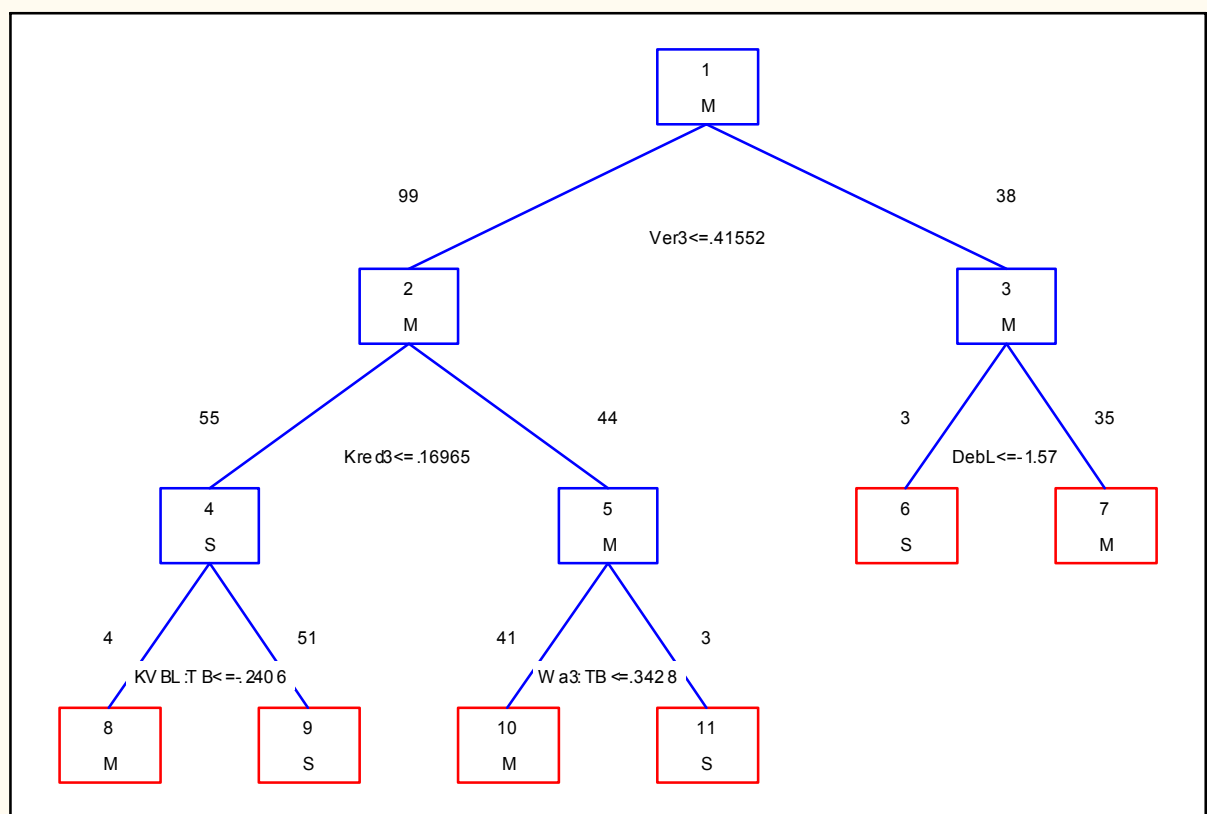 1
M
99
38
Ver3<=.41552
2
M
3
M
55
44
3
35
Kred3<=.16965
DebL<=-1.57
4
S
5
M
6
S
7
M
4
51
41
3
KVBL:TB<=-.2406
Wa3:TB<=.3428
8
M
9
S
10
M
11
S